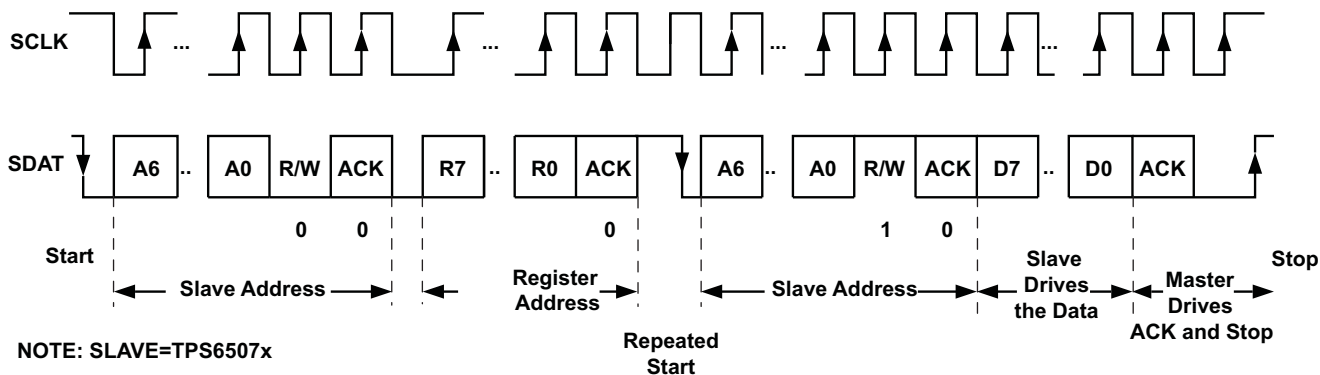 SCLK
... ... ... ...
SDAT
A6 .. A0 R/W ACK R7 .. R0 ACK A6 .. A0 R/W ACK D7 .. D0 ACK
0 0 0 1 0
Start
Slave Address
Register
Address
Repeated
Start
Slave Address
Slave
Drives
the Data
Master
Drives
ACK and Stop
Stop
NOTE: SLAVE=TPS6507x